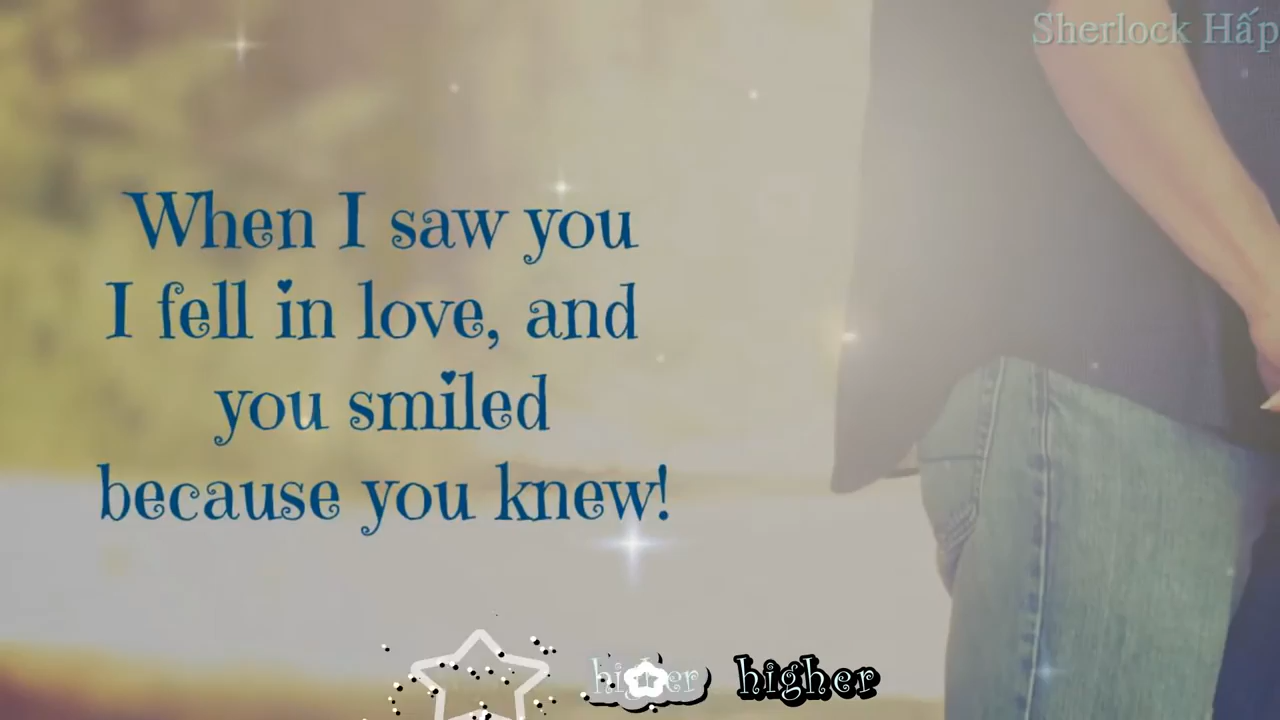 Sherlock Hấp
When I saw you
I fell in love, and
you smiled
because you knew!
higher higher